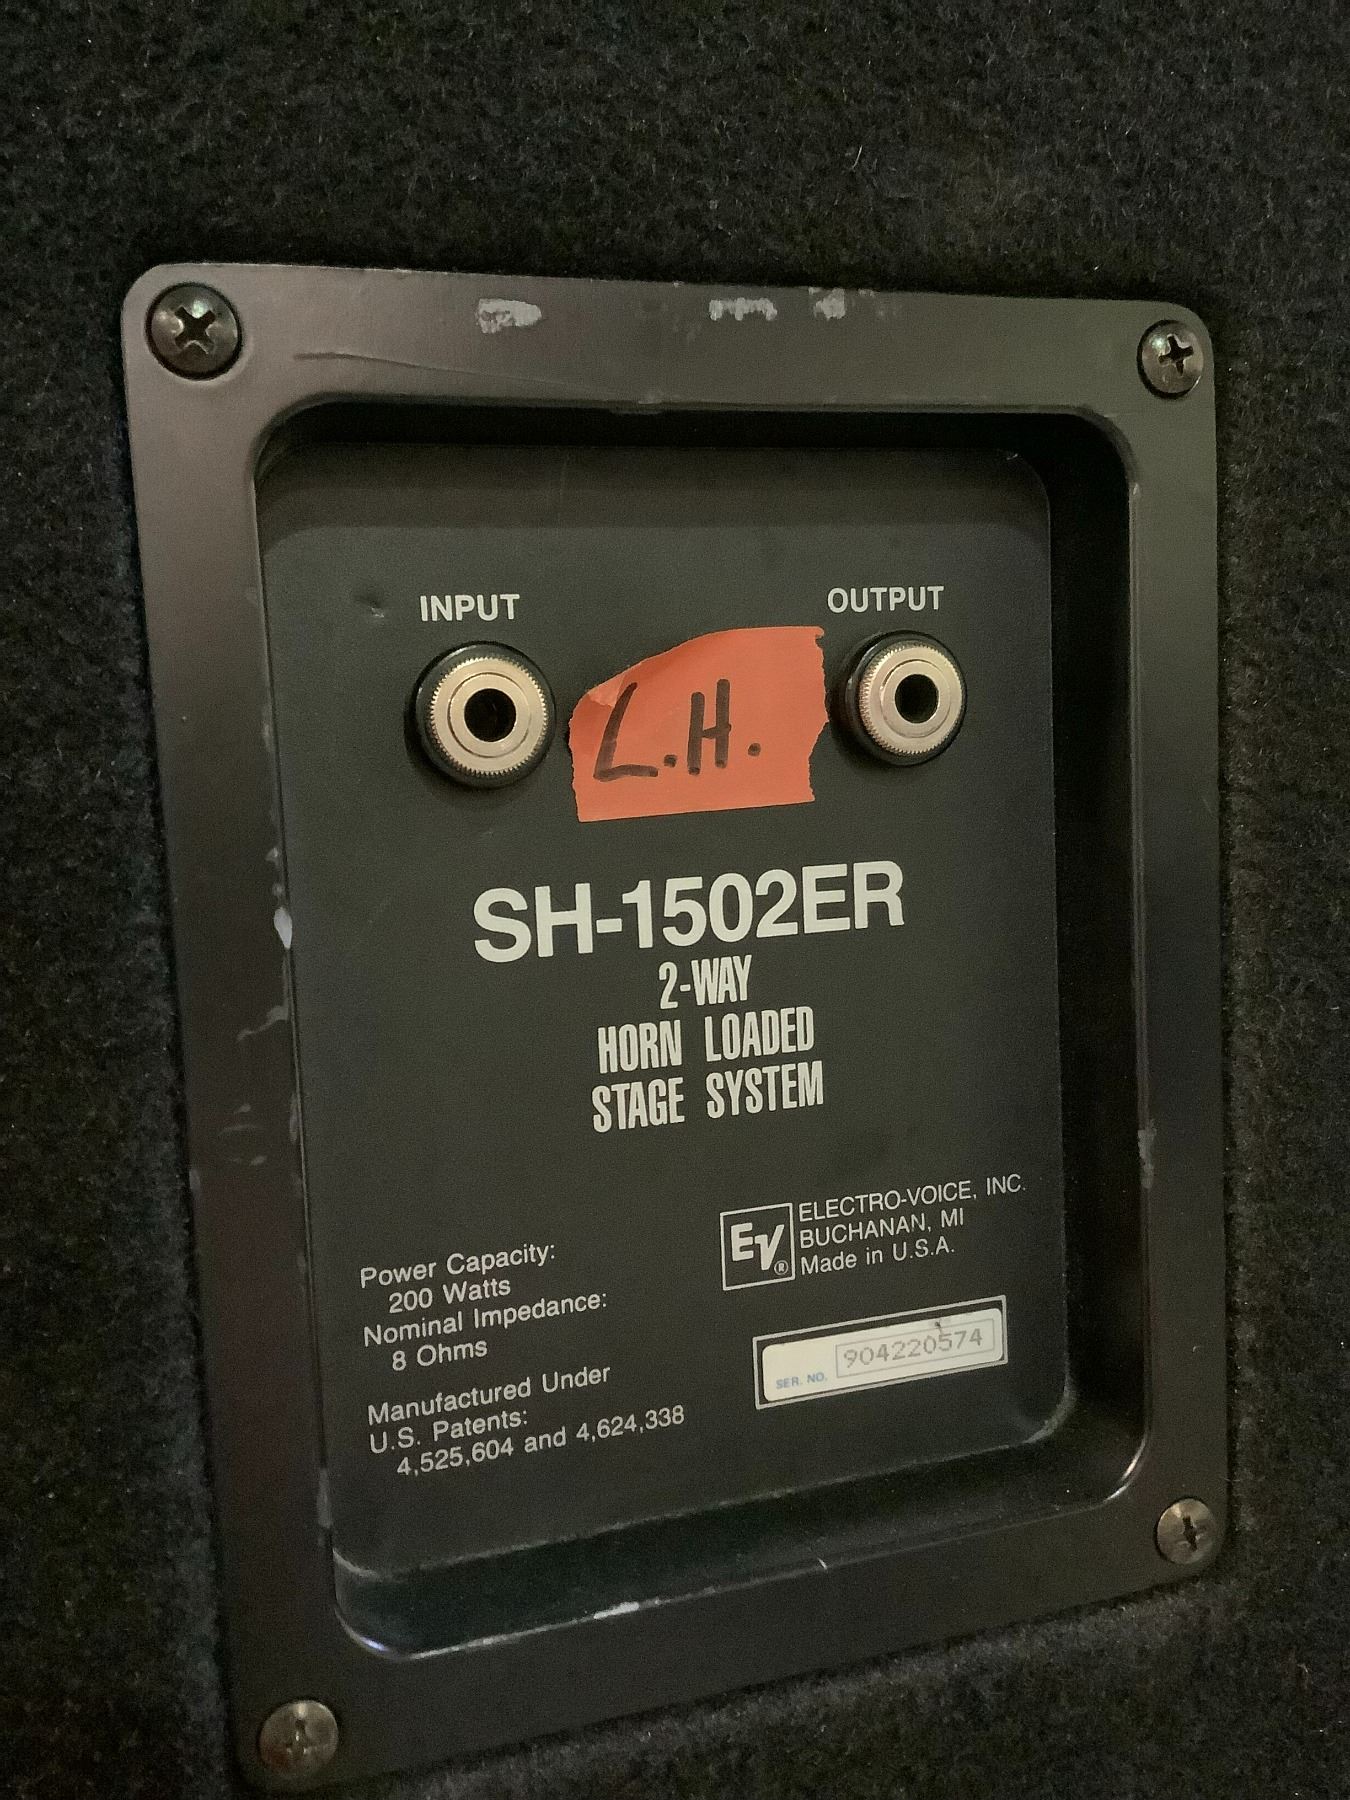 INPUT
OUTPUT
L.H.
SH-1502ER
2-WAY
HORN LOADED
STAGE SYSTEM
EV®
ELECTRO-VOICE, INC.
BUCHANAN, MI
Made in U.S.A.
Power Capacity:
200 Watts
Nominal Impedance:
8 Ohms
Manufactured Under
U.S. Patents:
4,525,604 and 4,624,338
SER. NO. 904220574